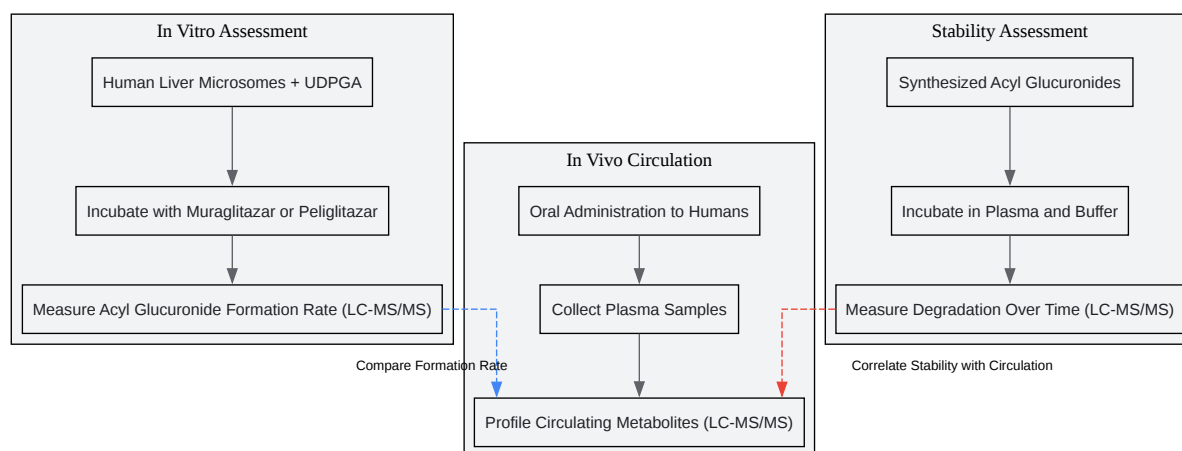 In Vitro Assessment
Human Liver Microsomes + UDPGA
Incubate with Muraglitazar or Peliglitazar
Measure Acyl Glucuronide Formation Rate (LC-MS/MS)
Compare Formation Rate
In Vivo Circulation
Oral Administration to Humans
Collect Plasma Samples
Profile Circulating Metabolites (LC-MS/MS)
Stability Assessment
Synthesized Acyl Glucuronides
Incubate in Plasma and Buffer
Measure Degradation Over Time (LC-MS/MS)
Correlate Stability with Circulation